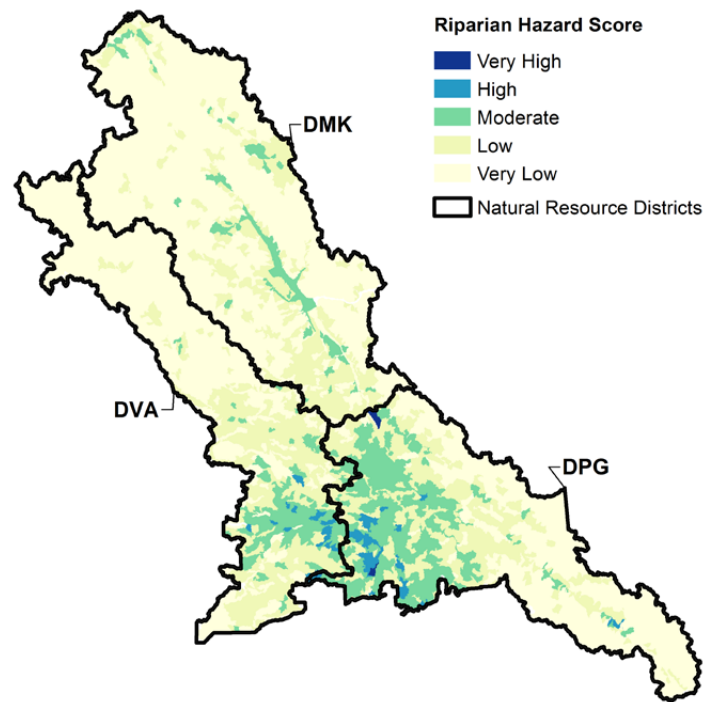 Riparian Hazard Score
Very High
High
Moderate
Low
Very Low
Natural Resource Districts
DMK
DVA
DPG